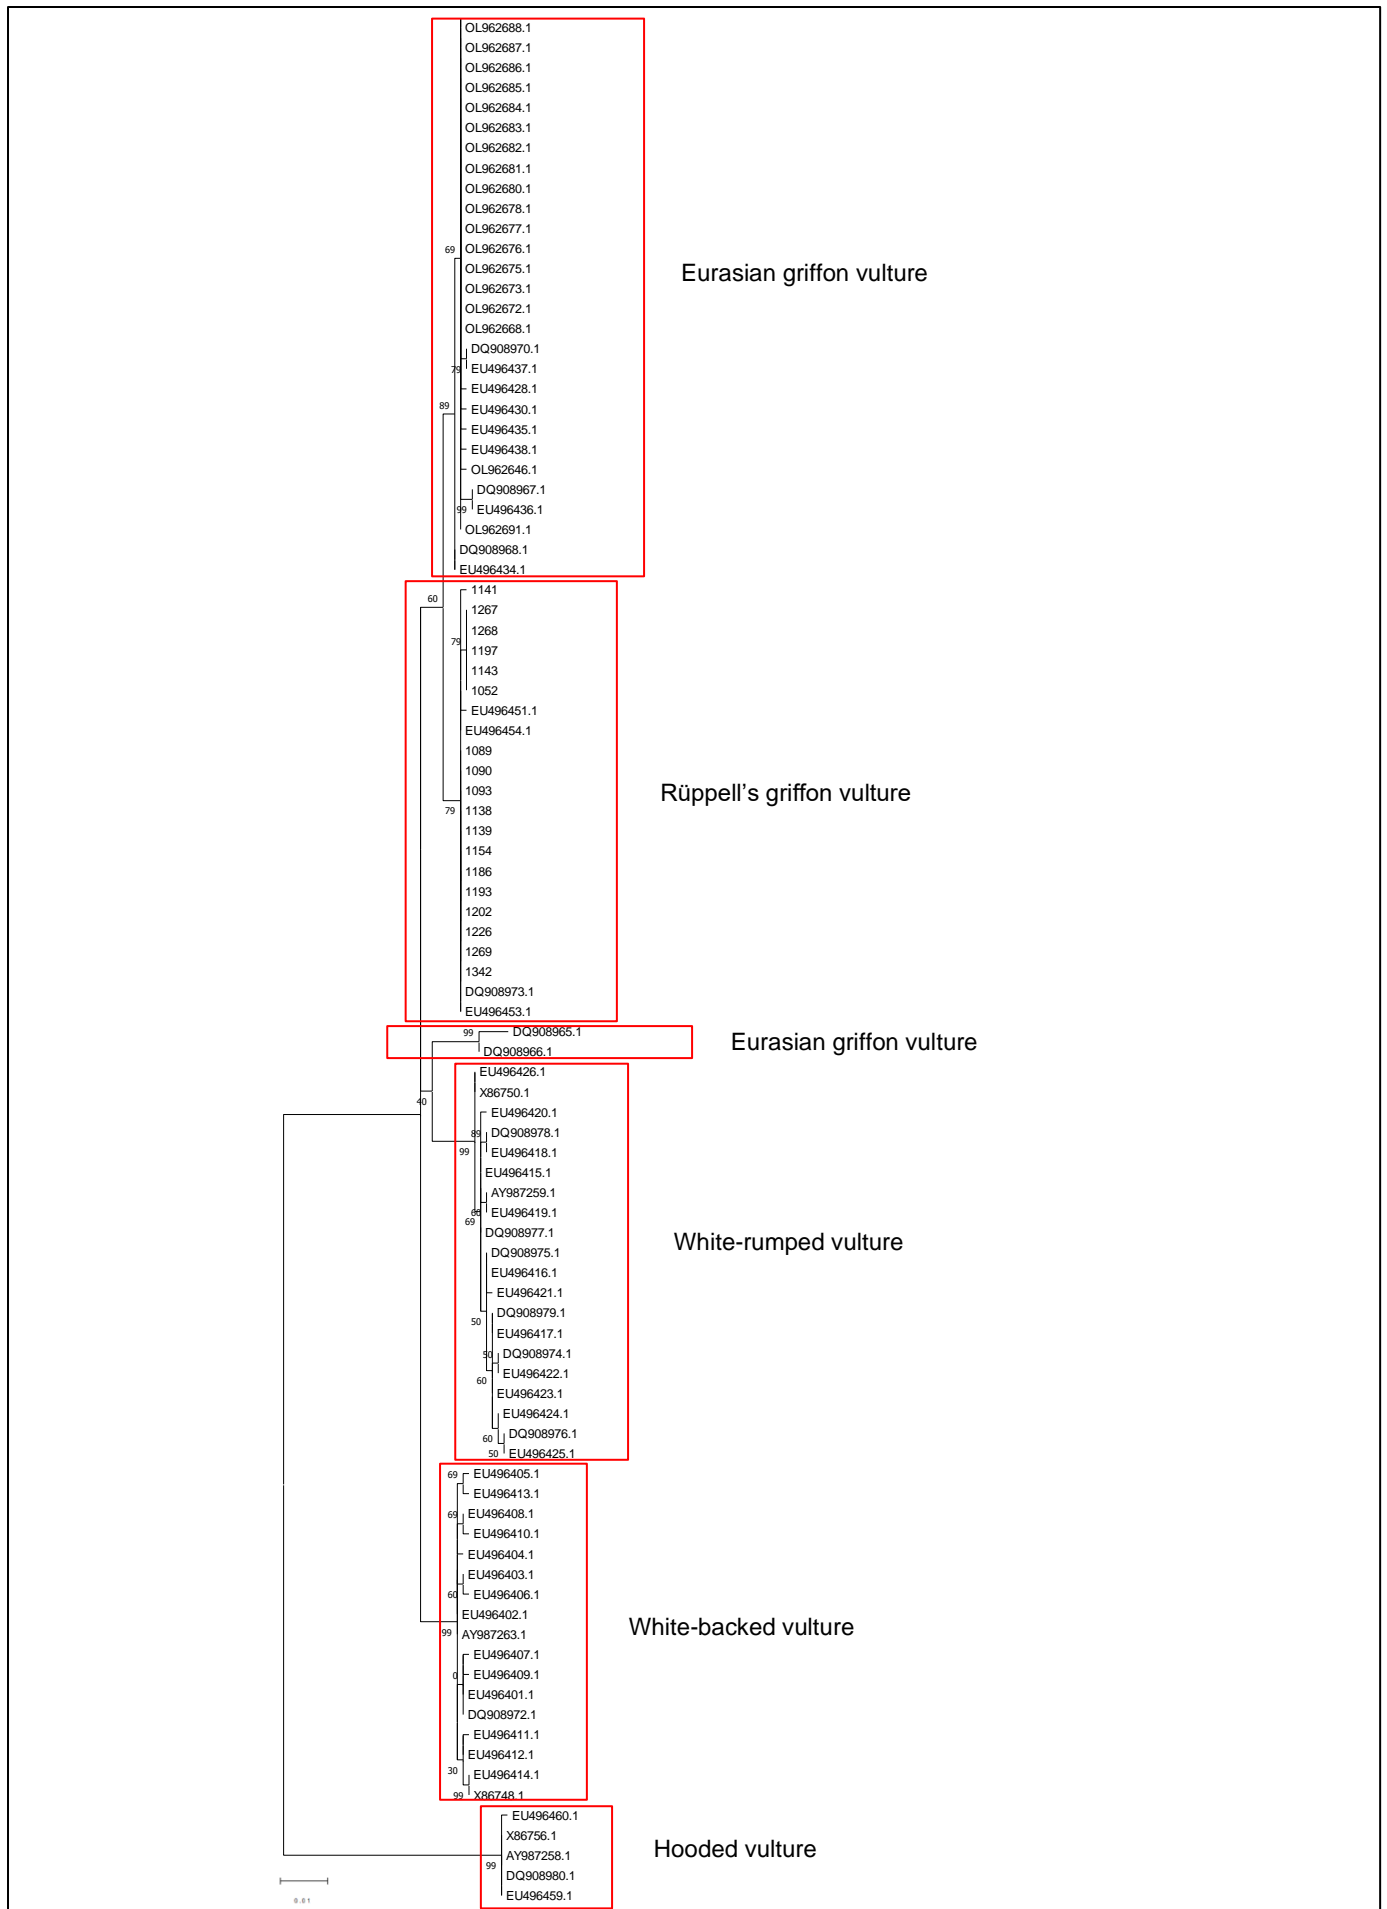 OL962688.1
OL962687.1
OL962686.1
OL962685.1
OL962684.1
OL962683.1
OL962682.1
OL962681.1
OL962680.1
OL962678.1
OL962677.1
69
OL962676.1
OL962675.1
Eurasian griffon vulture
OL962673.1
OL962672.1
OL962668.1
DQ908970.1
79
EU496437.1
EU496428.1
89
EU496430.1
EU496435.1
EU496438.1
OL962646.1
DQ908967.1
99
EU496436.1
OL962691.1
DQ908968.1
EU496434.1
1141
60
1267
1268
79
1197
1143
1052
EU496451.1
EU496454.1
1089
1090
1093
Rüppell's griffon vulture
79
1138
1139
1154
1186
1193
1202
1226
1269
1342
DQ908973.1
EU496453.1
99
DQ908965.1
Eurasian griffon vulture
DQ908966.1
EU496426.1
X86750.1
40
EU496420.1
89
DQ908978.1
99
EU496418.1
EU496415.1
AY987259.1
60
EU496419.1
69
DQ908977.1
White-rumped vulture
DQ908975.1
EU496416.1
EU496421.1
DQ908979.1
50
EU496417.1
50
DQ908974.1
EU496422.1
60
EU496423.1
EU496424.1
60
DQ908976.1
50
EU496425.1
69
EU496405.1
EU496413.1
69
EU496408.1
EU496410.1
EU496404.1
EU496403.1
60
EU496406.1
EU496402.1
White-backed vulture
99
AY987263.1
EU496407.1
0
EU496409.1
EU496401.1
DQ908972.1
EU496411.1
EU496412.1
30
EU496414.1
99
X86748.1
EU496460.1
X86756.1
Hooded vulture
AY987258.1
99
DQ908980.1
EU496459.1
0.01